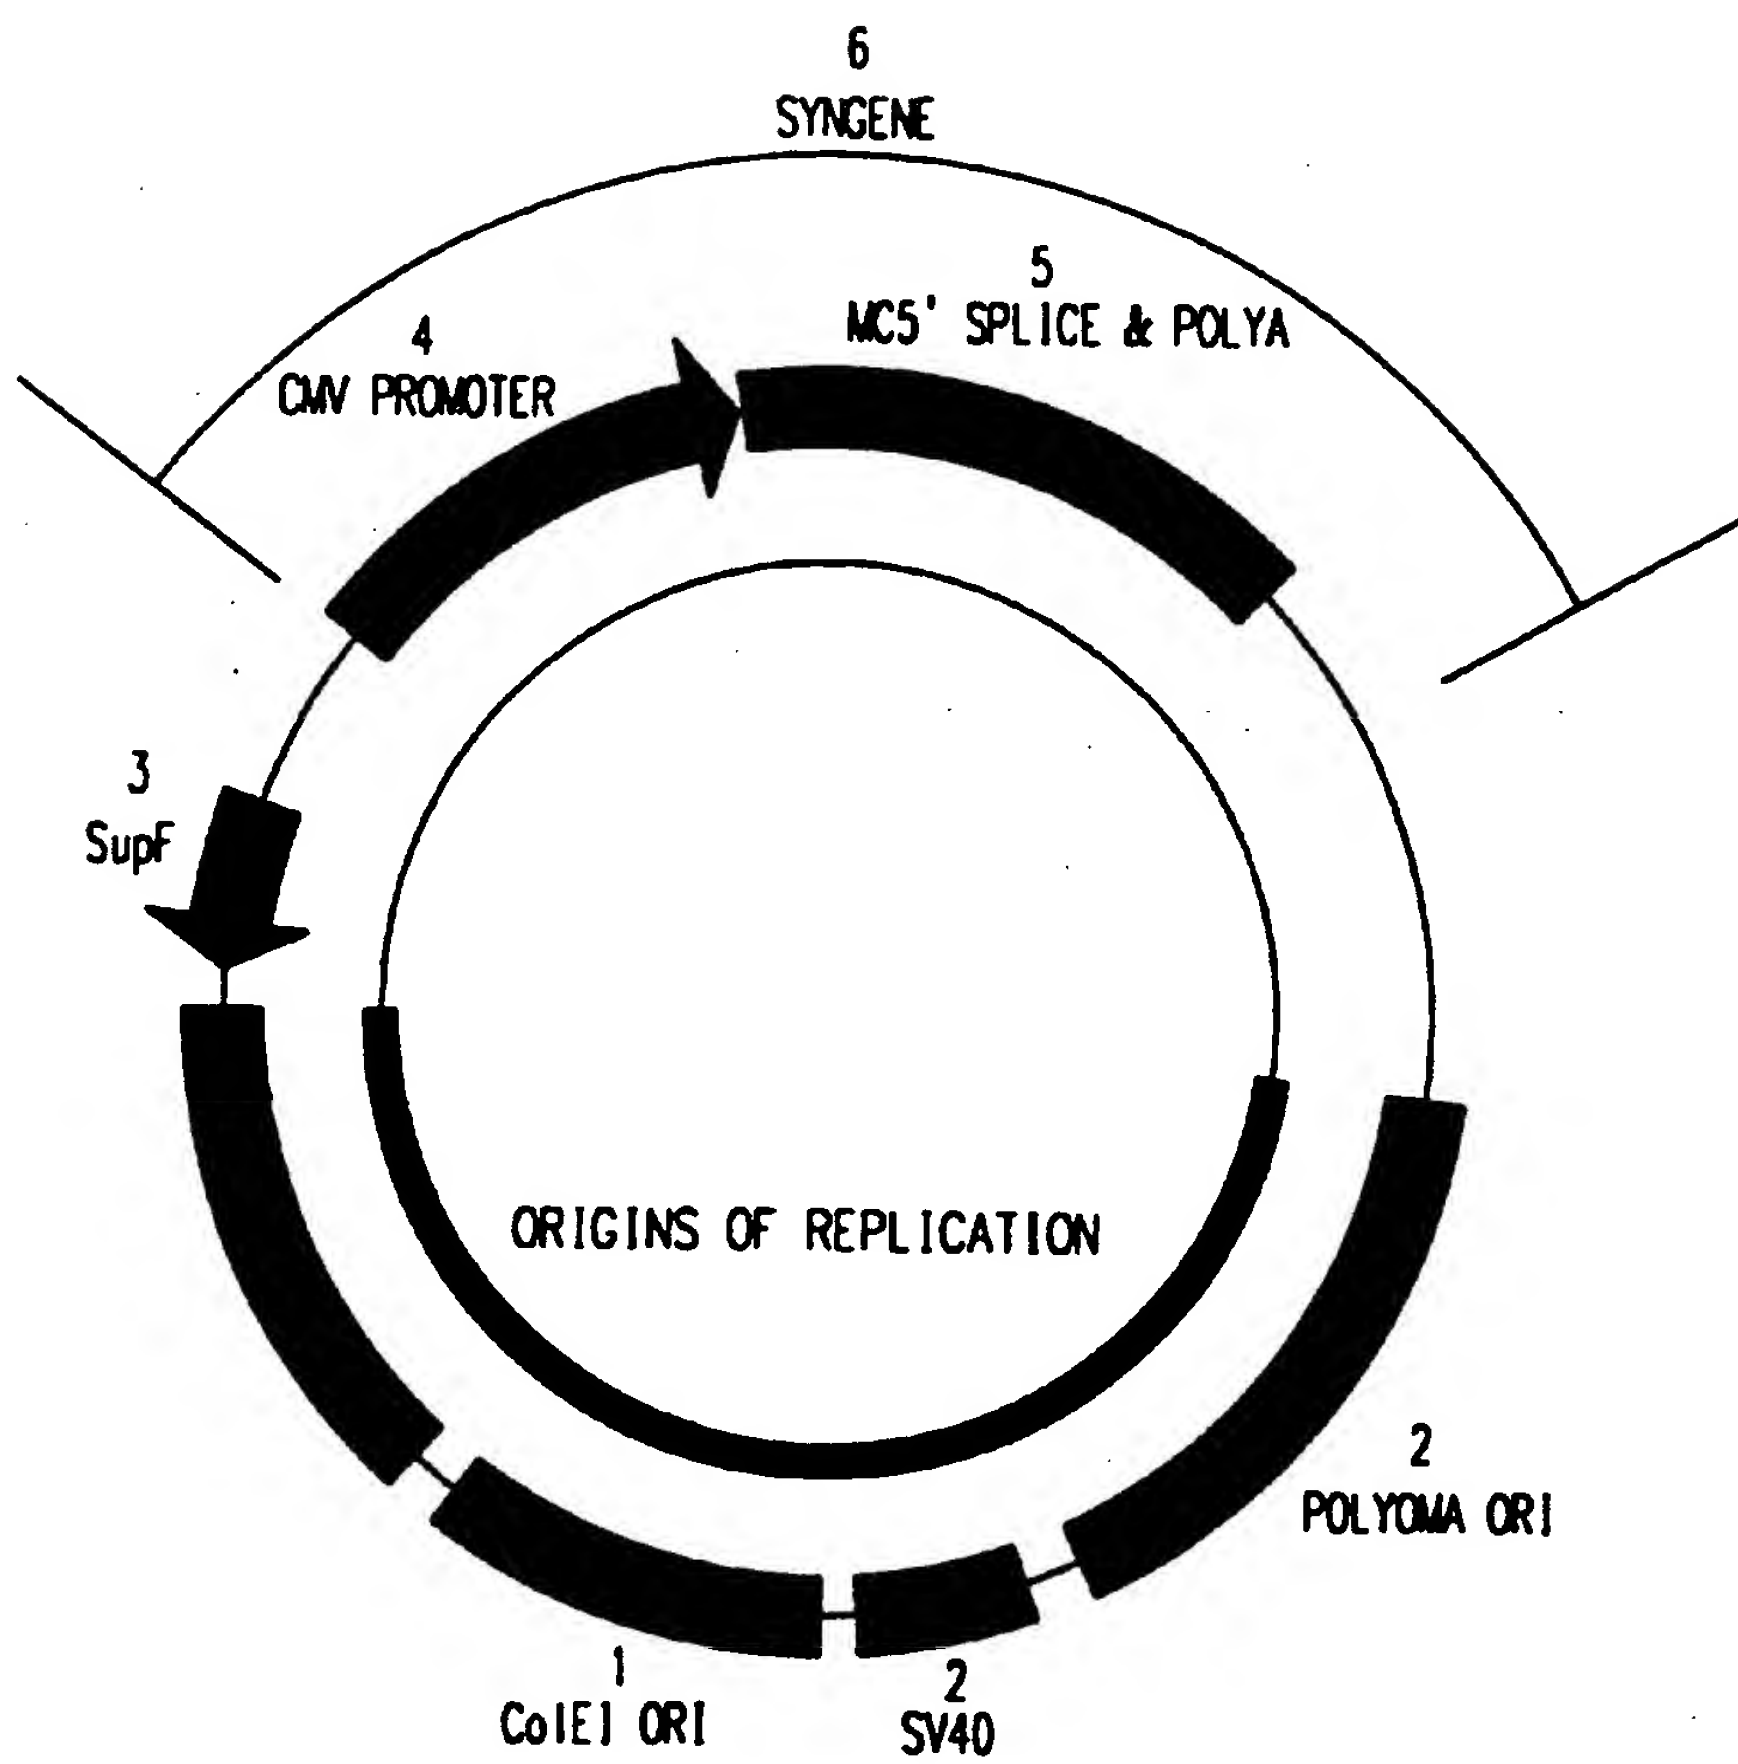 6
SYNGENE
5
MC5' SPLICE & POLYA
4
CMV PROMOTER
3
SupF
ORIGINS OF REPLICATION
2
POLYOMA ORI
1
ColE1 ORI
2
SV40